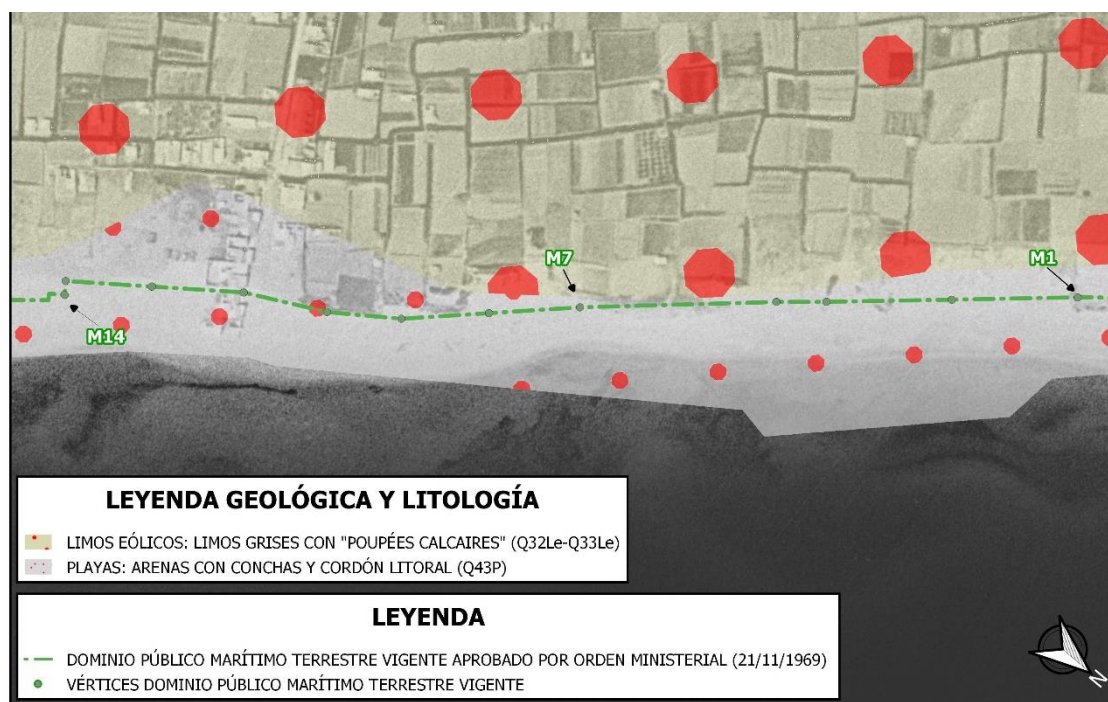 M7
M1
M14
LEYENDA GEOLÓGICA Y LITOLOGÍA
LIMOS EÓLICOS: LIMOS GRISES CON "POUPÉES CALCAIRES" (Q32Le-Q33Le)
PLAYAS: ARENAS CON CONCHAS Y CORDÓN LITORAL (Q43P)
LEYENDA
DOMINIO PÚBLICO MARÍTIMO TERRESTRE VIGENTE APROBADO POR ORDEN MINISTERIAL (21/11/1969)
VÉRTICES DOMINIO PÚBLICO MARÍTIMO TERRESTRE VIGENTE
N